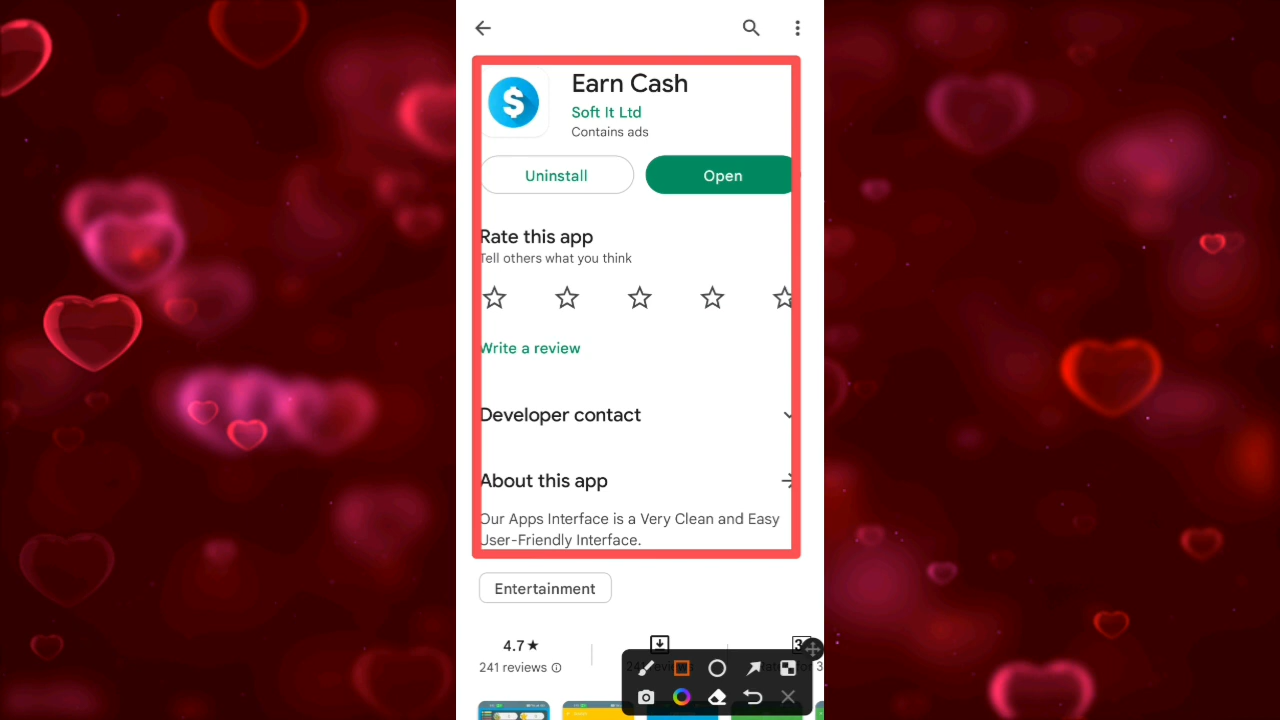 Earn Cash
Soft It Ltd
Contains ads
Uninstall
Open
Rate this app
Tell others what you think
Write a review
Developer contact
About this app
Our Apps Interface is a Very Clean and Easy
User-Friendly Interface.
Entertainment
4.7★
241 reviews